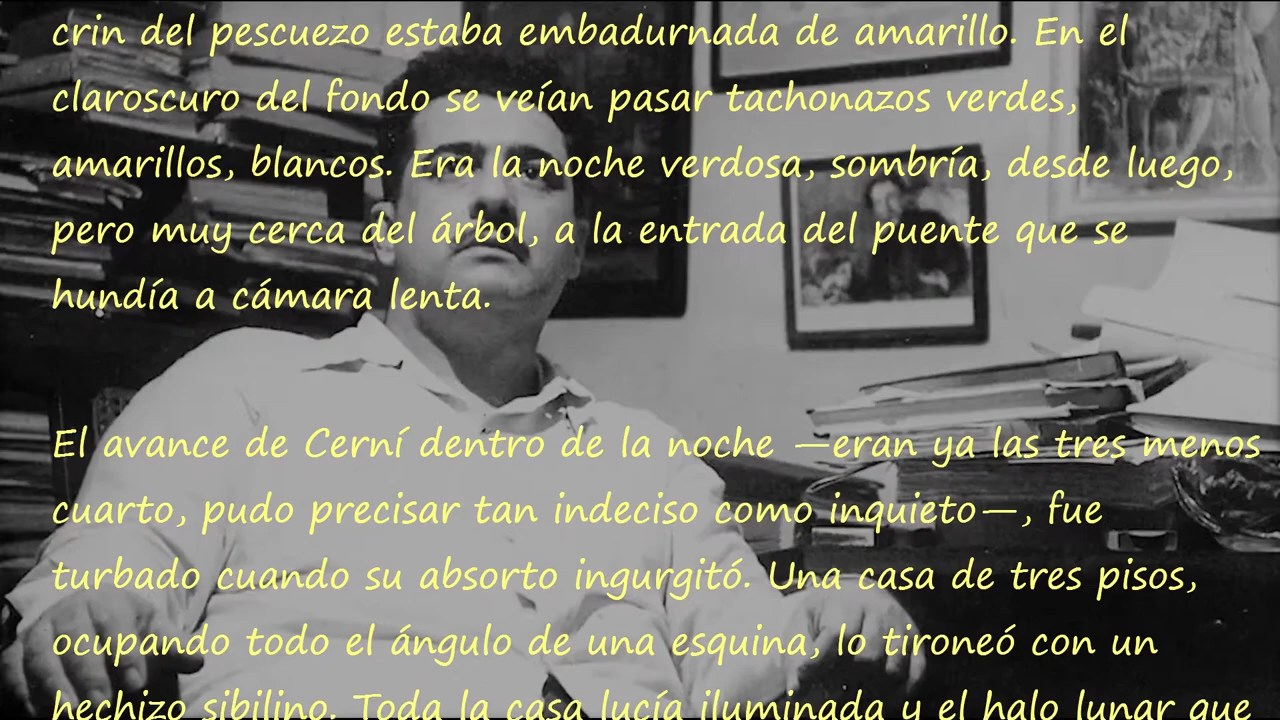 crin del pescuezo estaba embadurnada de amarillo. En el
claroscuro del fondo se veían pasar tachonazos verdes,
amarillos, blancos. Era la noche verdosa, sombría, desde luego,
pero muy cerca del árbol, a la entrada del puente que se
hundía a cámara lenta.
El avance de Cerní dentro de la noche —eran ya las tres menos
cuarto, pudo precisar tan indeciso como inquieto—, fue
turbado cuando su absorto ingurgitó. Una casa de tres pisos,
ocupando todo el ángulo de una esquina, lo tironeó con un
hechizo sibilino. Toda la casa lucía iluminada y el halo lunar que